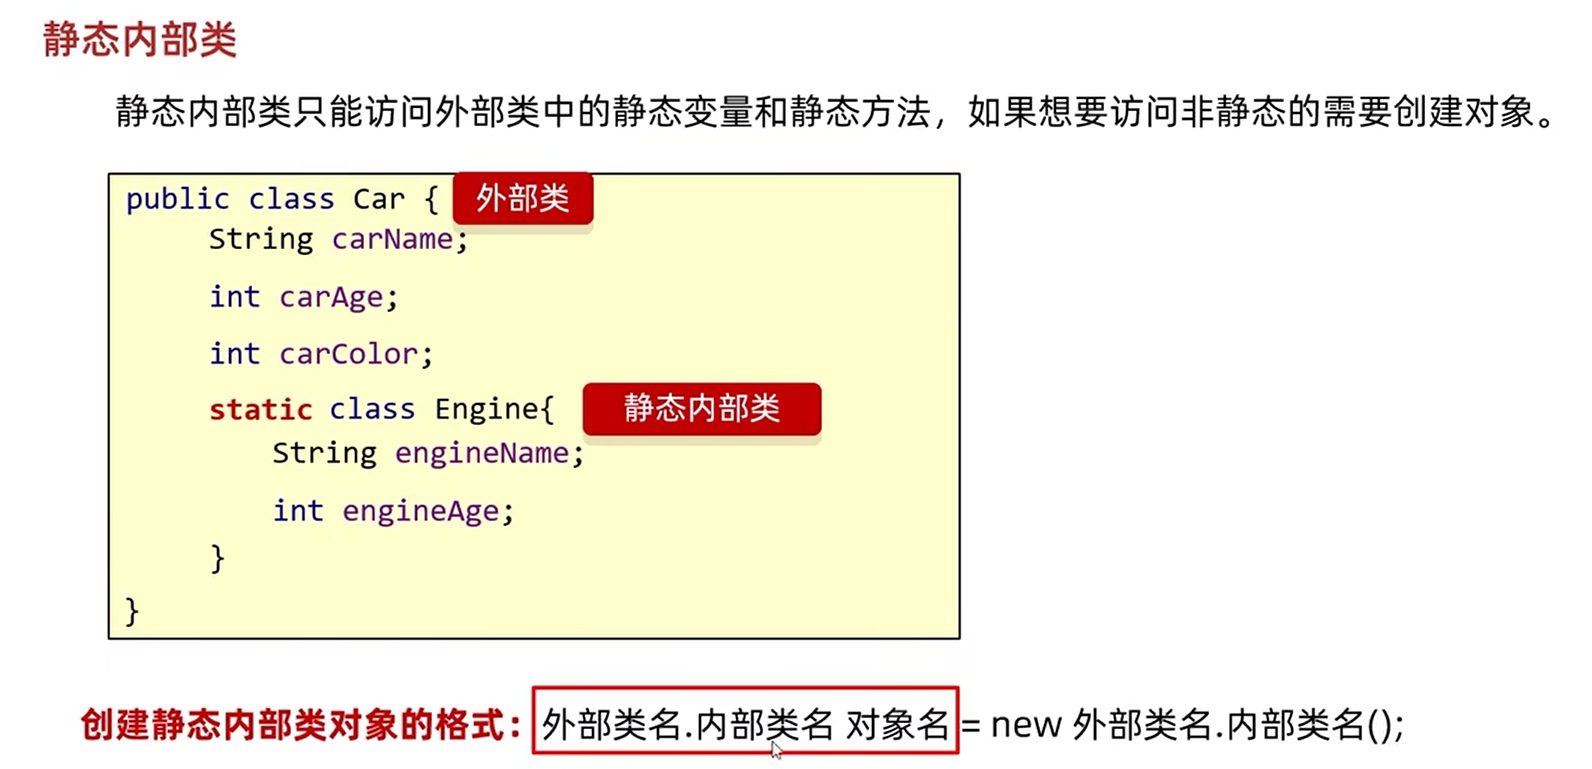 静态内部类
静态内部类只能访问外部类中的静态变量和静态方法，如果想要访问非静态的需要创建对象。
public class Car { 外部类
String carName;
int carAge;
int carColor;
static class Engine{ 静态内部类
String engineName;
int engineAge;
}
}
创建静态内部类对象的格式：外部类名.内部类名 对象名 = new 外部类名.内部类名();